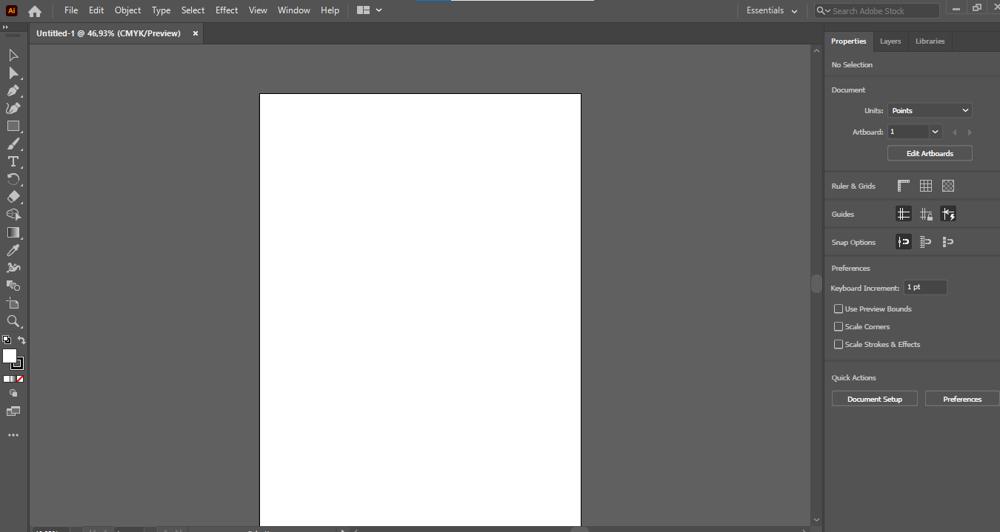 Ai File Edit Object Type Select Effect View Window Help Essentials Search Adobe Stock
Untitled-1 @ 46,93% (CMYK/Preview) ×
Properties Layers Libraries
No Selection
Document
Units: Points
Artboard: 1
Edit Artboards
Ruler & Grids
Guides
Snap Options
Preferences
Keyboard Increment: 1 pt
Use Preview Bounds
Scale Corners
Scale Strokes & Effects
Quick Actions
Document Setup Preferences